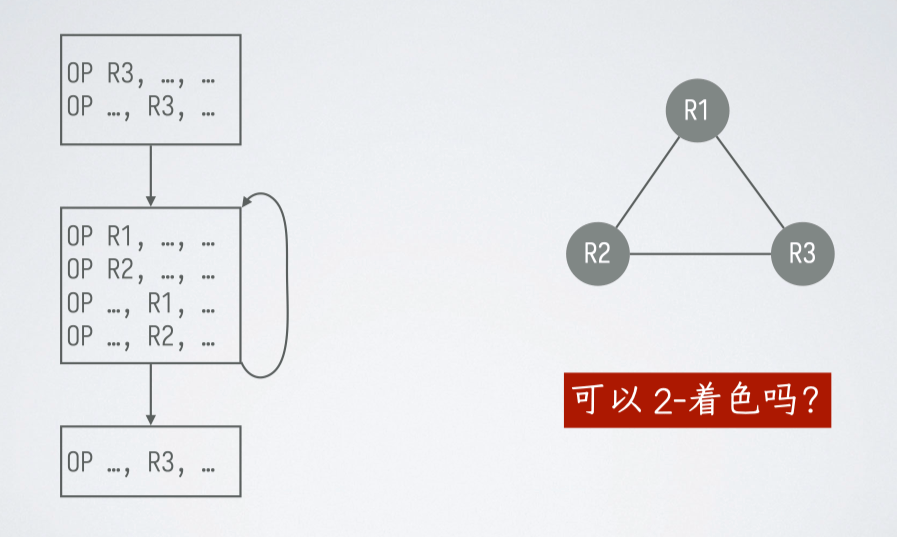 OP R3, …, …
OP …, R3, …
OP R1, …, …
OP R2, …, …
OP …, R1, …
OP …, R2, …
OP …, R3, …
R1
R2
R3
可以 2-着色吗?